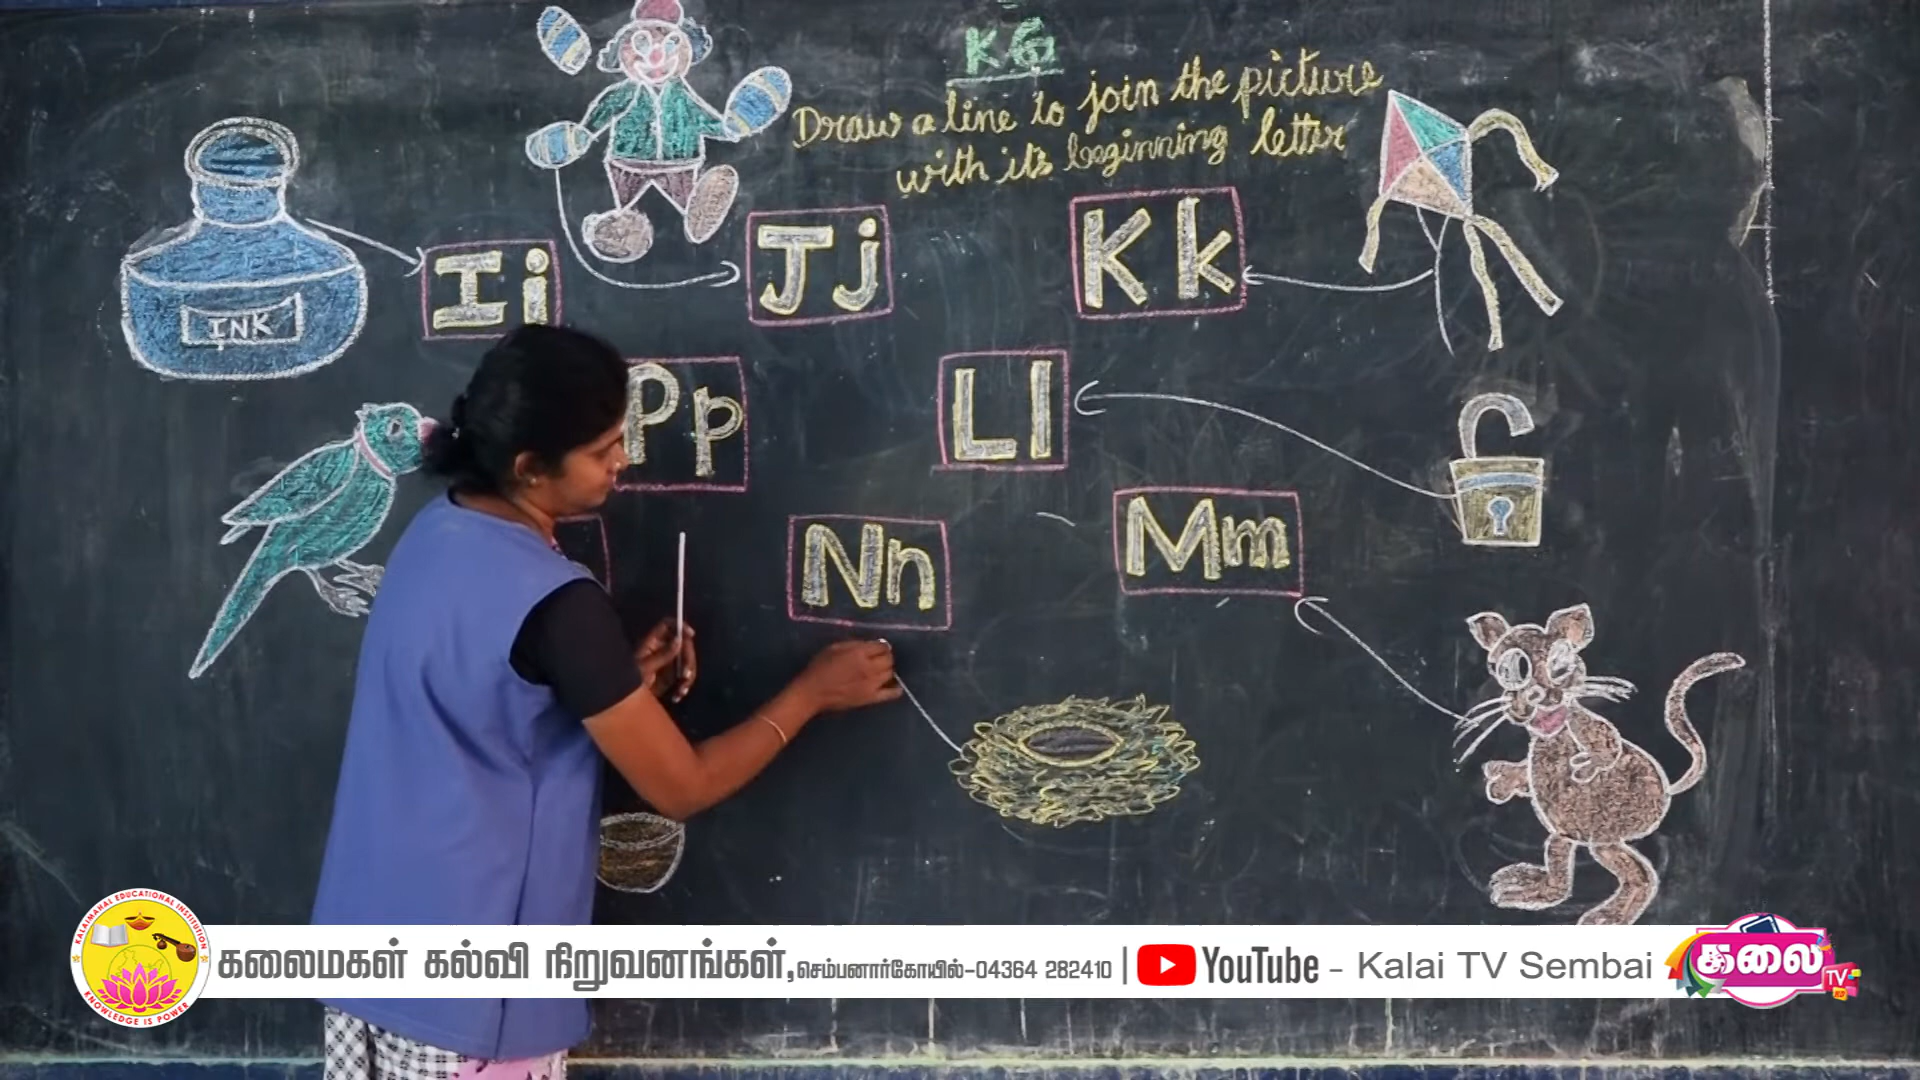 KG
Draw a line to join the picture
with it's beginning letter
INK
Ii
Jj
Kk
Pp
Ll
Nn
Mm
KALAIMAHAL EDUCATIONAL INSTITUTION
KNOWLEDGE IS POWER
கலைமகள் கல்வி நிறுவனங்கள், செம்பனார்கோயில்-04364 282410 | YouTube - Kalai TV Sembai
கலை TV HD